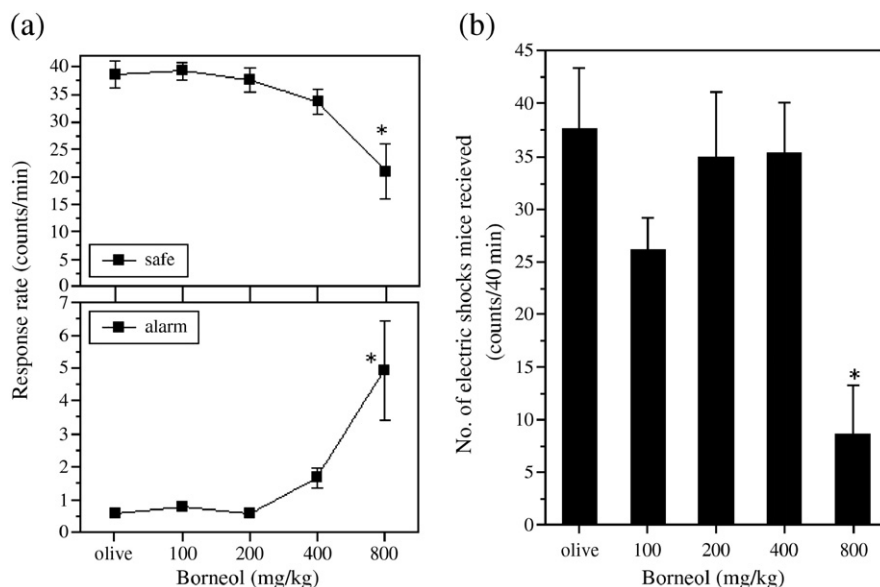 (a)
40
35
30
25
20
15
10
5
0
*
safe
7
6
5
4
3
2
1
0
*
alarm
Response rate (counts/min)
olive 100 200 400 800
Borneol (mg/kg)
(b)
45
40
35
30
25
20
15
10
5
0
*
No. of electric shocks mice recieved
(counts/40 min)
olive 100 200 400 800
Borneol (mg/kg)